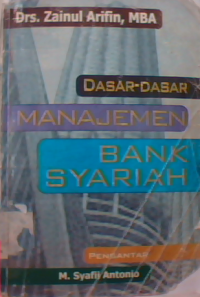 Drs. Zainul Arifin, MBA
DASAR-DASAR
MANAJEMEN
BANK
SYARIAH
PENGANTAR
M. Syafii Antonio